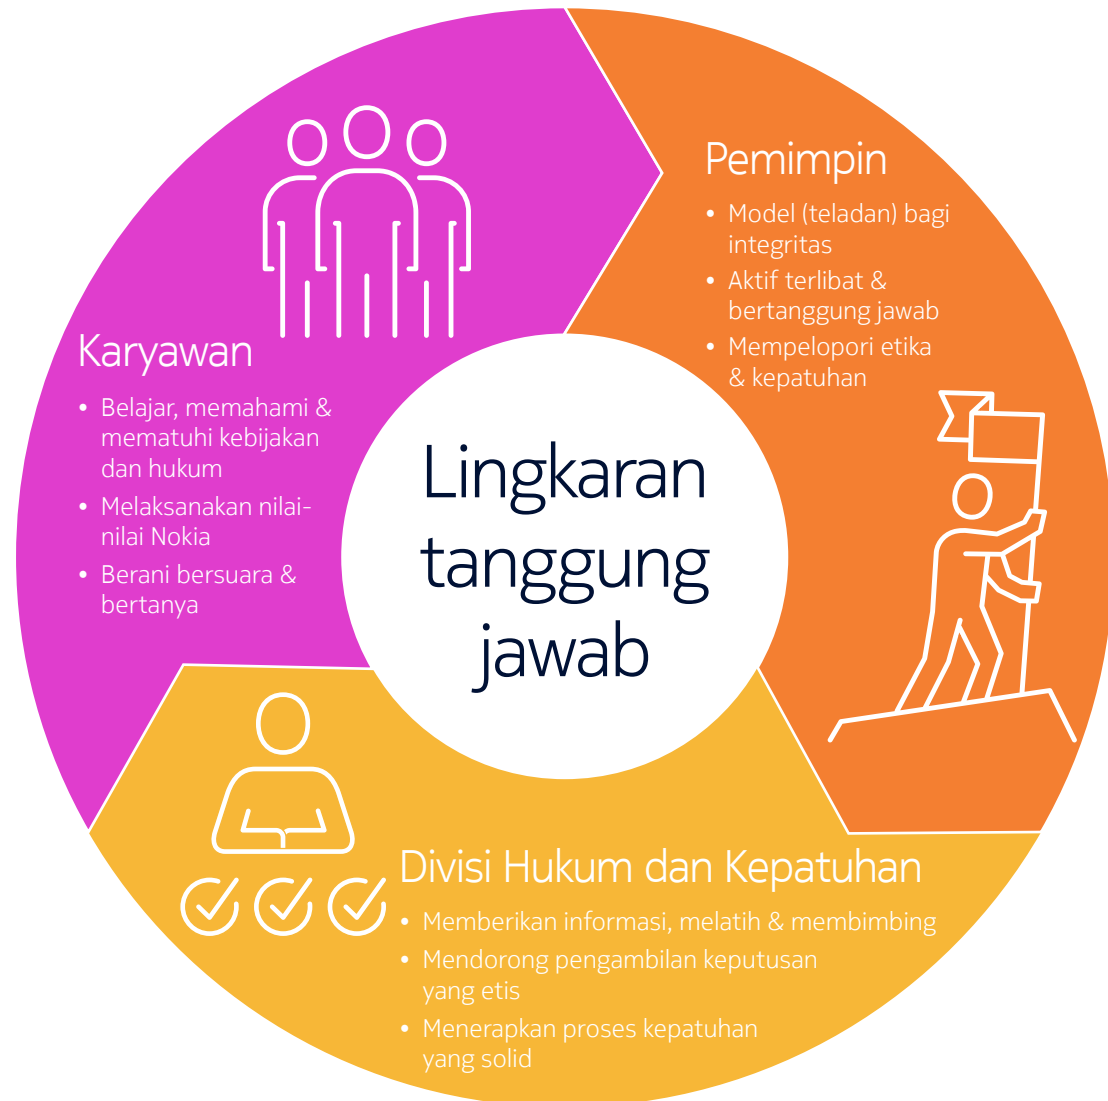 Lingkaran
tanggung
jawab
Pemimpin
• Model (teladan) bagi
integritas
• Aktif terlibat &
bertanggung jawab
• Mempelopori etika
& kepatuhan
Karyawan
• Belajar, memahami &
mematuhi kebijakan
dan hukum
• Melaksanakan nilai-
nilai Nokia
• Berani bersuara &
bertanya
Divisi Hukum dan Kepatuhan
• Memberikan informasi, melatih & membimbing
• Mendorong pengambilan keputusan
yang etis
• Menerapkan proses kepatuhan
yang solid